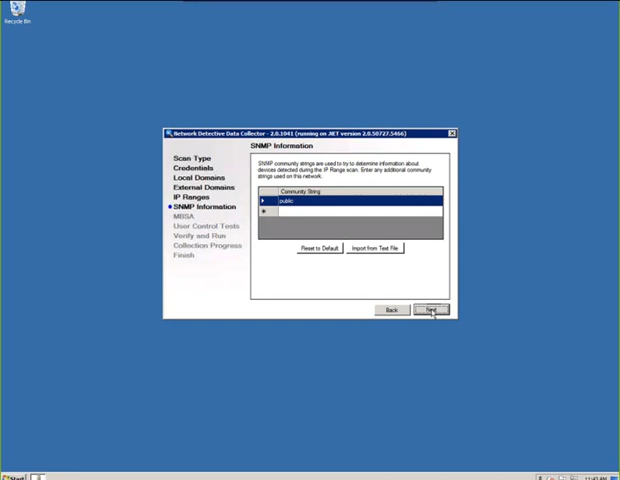 Recycle Bin
Network Detective Data Collector - 2.0.1041 (running on .NET version 2.0.50727.5466)
SNMP Information
Scan Type
Credentials
Local Domains
External Domains
IP Ranges
SNMP Information
MBSA
User Control Tests
Verify and Run
Collection Progress
Finish
SNMP community strings are used to try to determine information about
devices detected during the IP Range scan. Enter any additional community
strings used on this network.
Community String
public
Reset to Default
Import from Text File
Back
Next
Start
11:43 AM